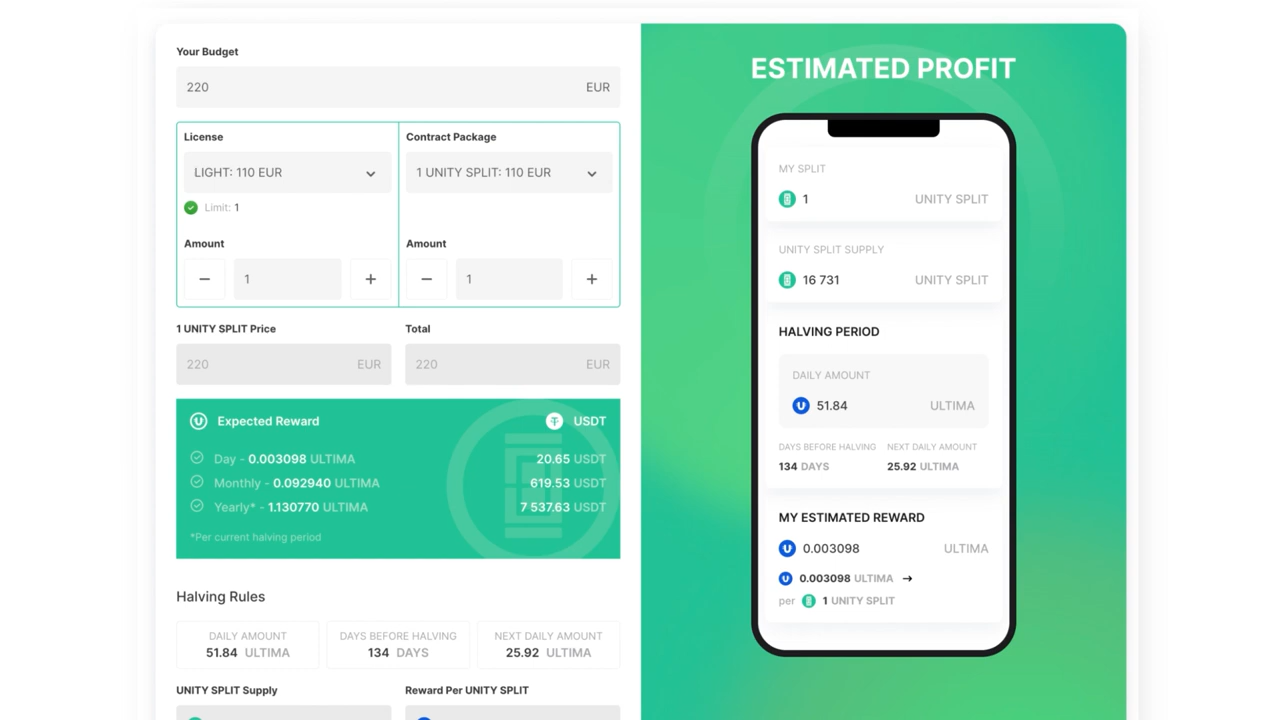 Your Budget
220 EUR
License Contract Package
LIGHT: 110 EUR 1 UNITY SPLIT: 110 EUR
Limit: 1
Amount Amount
− 1 + − 1 +
1 UNITY SPLIT Price Total
220 EUR 220 EUR
Expected Reward USDT
Day - 0.003098 ULTIMA 20.65 USDT
Monthly - 0.092940 ULTIMA 619.53 USDT
Yearly* - 1.130770 ULTIMA 7 537.63 USDT
*Per current halving period
Halving Rules
DAILY AMOUNT DAYS BEFORE HALVING NEXT DAILY AMOUNT
51.84 ULTIMA 134 DAYS 25.92 ULTIMA
UNITY SPLIT Supply Reward Per UNITY SPLIT
ESTIMATED PROFIT
MY SPLIT
1 UNITY SPLIT
UNITY SPLIT SUPPLY
16 731 UNITY SPLIT
HALVING PERIOD
DAILY AMOUNT
51.84 ULTIMA
DAYS BEFORE HALVING NEXT DAILY AMOUNT
134 DAYS 25.92 ULTIMA
MY ESTIMATED REWARD
0.003098 ULTIMA
0.003098 ULTIMA →
per 1 UNITY SPLIT